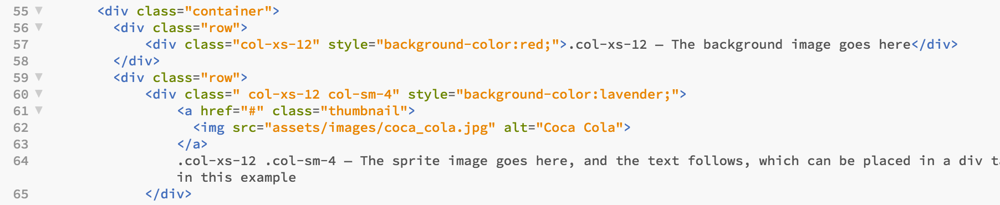 55 <div class="container">
56 <div class="row">
57 <div class="col-xs-12" style="background-color:red;">.col-xs-12 – The background image goes here</div>
58 </div>
59 <div class="row">
60 <div class=" col-xs-12 col-sm-4" style="background-color:lavender;">
61 <a href="#" class="thumbnail">
62 <img src="assets/images/coca_cola.jpg" alt="Coca Cola">
63 </a>
64 .col-xs-12 .col-sm-4 – The sprite image goes here, and the text follows, which can be placed in a div
in this example
65 </div>